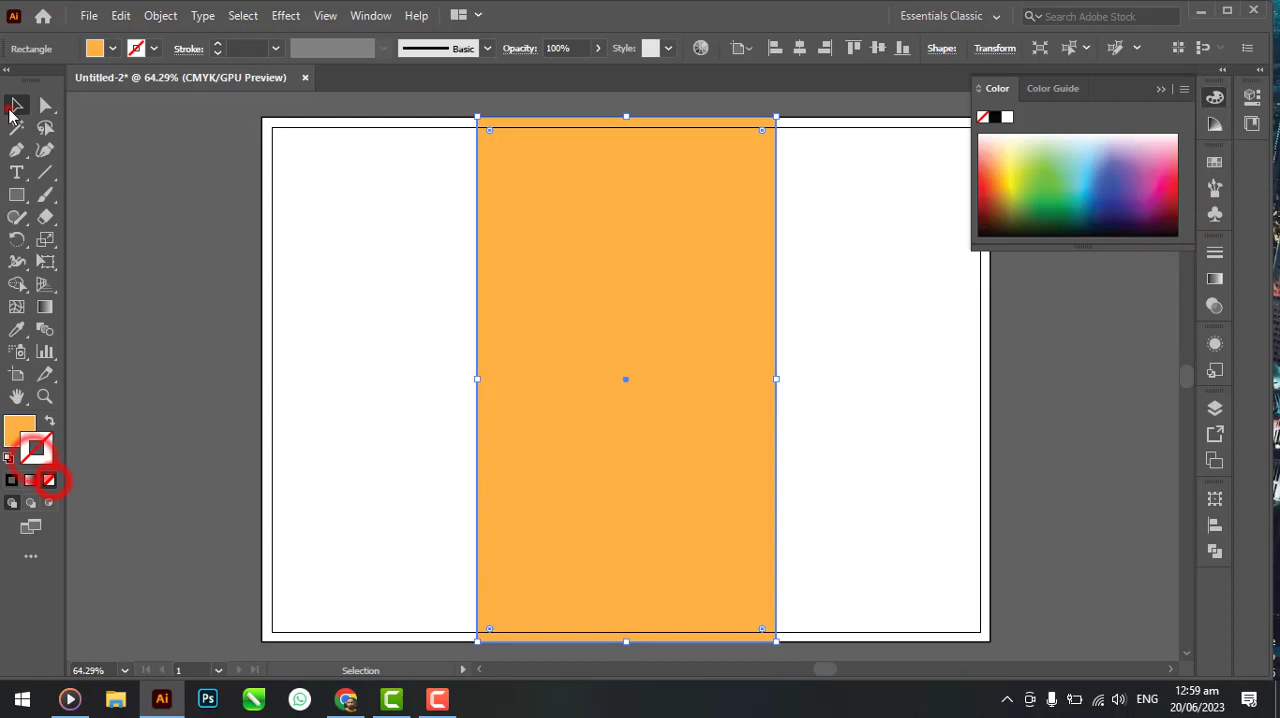 Ai File Edit Object Type Select Effect View Window Help Essentials Classic Search Adobe Stock
Rectangle Stroke: Basic Opacity: 100% Style: Shape: Transform
Untitled-2* @ 64.29% (CMYK/GPU Preview) ×
Color Color Guide
T
64.29% 1 Selection
Ai Ps ENG 12:59 am
20/06/2023